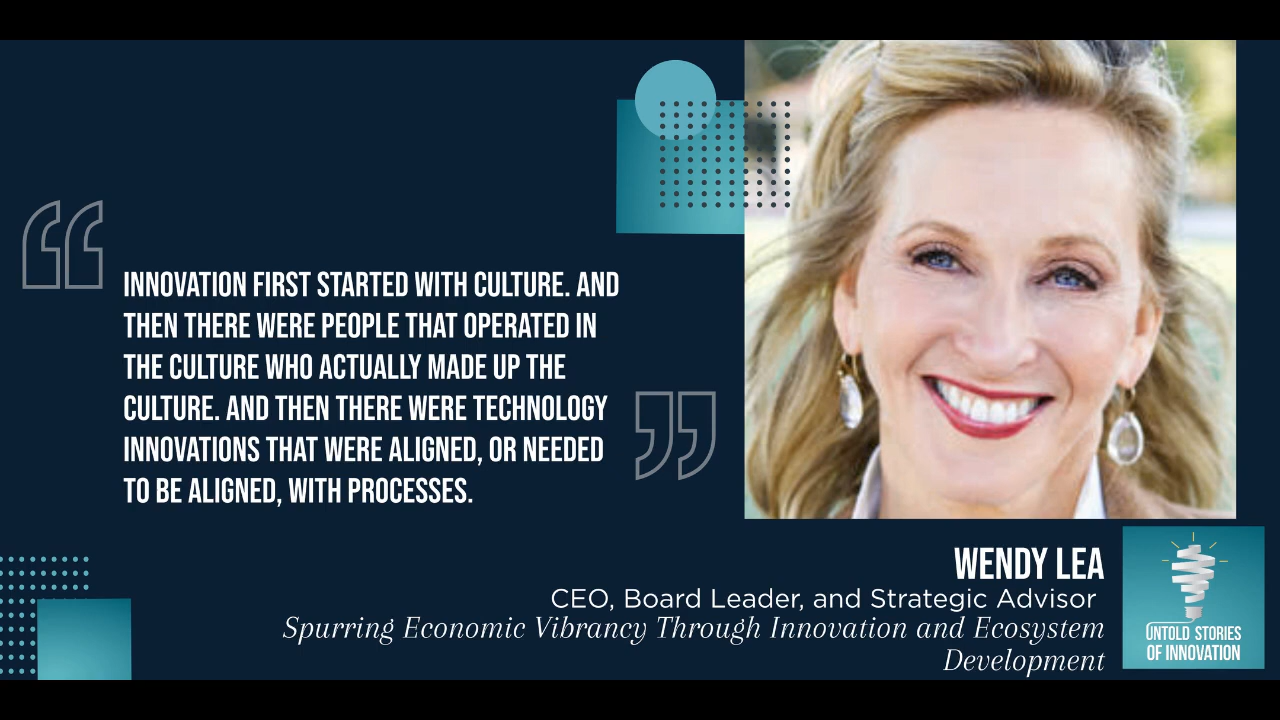 INNOVATION FIRST STARTED WITH CULTURE. AND
THEN THERE WERE PEOPLE THAT OPERATED IN
THE CULTURE WHO ACTUALLY MADE UP THE
CULTURE. AND THEN THERE WERE TECHNOLOGY
INNOVATIONS THAT WERE ALIGNED, OR NEEDED
TO BE ALIGNED, WITH PROCESSES.
WENDY LEA
CEO, Board Leader, and Strategic Advisor
Spurring Economic Vibrancy Through Innovation and Ecosystem
Development
UNTOLD STORIES
OF INNOVATION